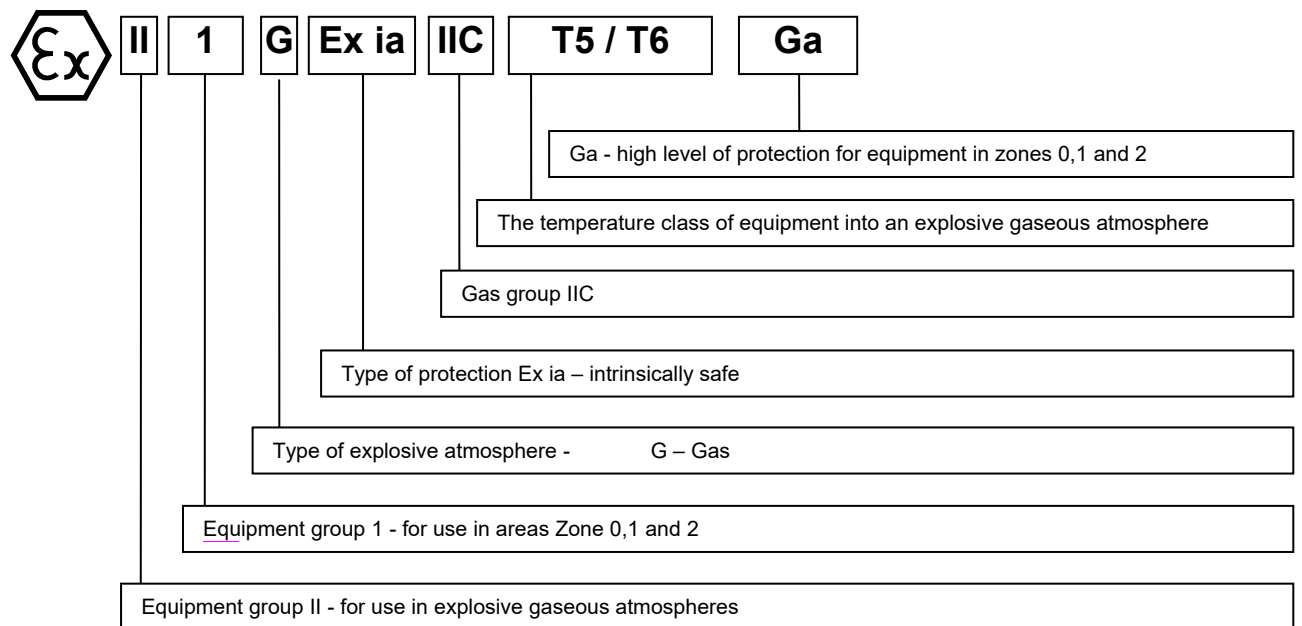 Ex II 1 G Ex ia IIC T5 / T6 Ga
Ga - high level of protection for equipment in zones 0,1 and 2
The temperature class of equipment into an explosive gaseous atmosphere
Gas group IIC
Type of protection Ex ia – intrinsically safe
Type of explosive atmosphere - G – Gas
Equipment group 1 - for use in areas Zone 0,1 and 2
Equipment group II - for use in explosive gaseous atmospheres